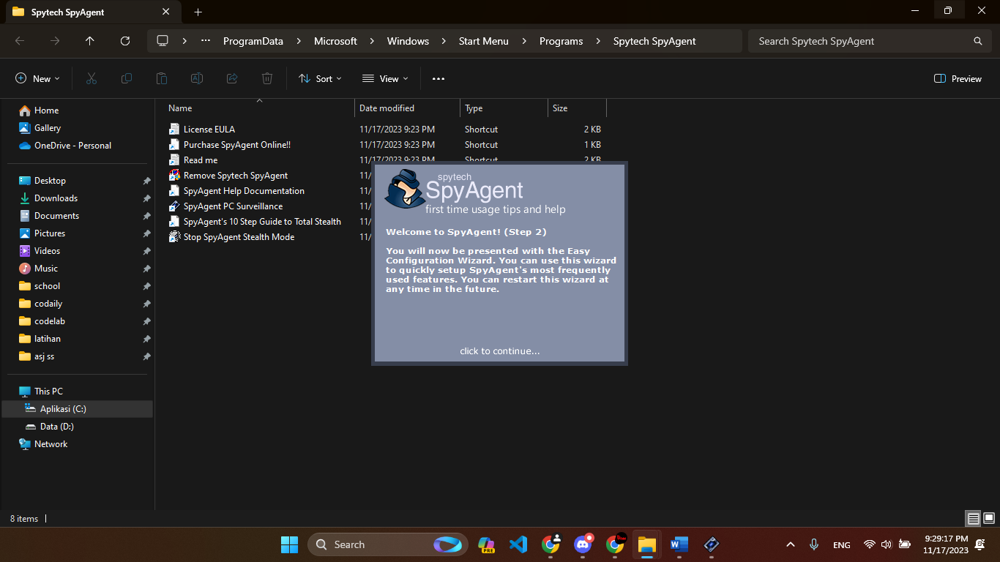 Spytech SpyAgent
ProgramData > Microsoft > Windows > Start Menu > Programs > Spytech SpyAgent
Search Spytech SpyAgent
New
Sort
View
Preview
Home
Gallery
OneDrive - Personal
Desktop
Downloads
Documents
Pictures
Videos
Music
school
codaily
codelab
latihan
asj ss
This PC
Aplikasi (C:)
Data (D:)
Network
Name Date modified Type Size
License EULA 11/17/2023 9:23 PM Shortcut 2 KB
Purchase SpyAgent Online!! 11/17/2023 9:23 PM Shortcut 1 KB
Read me 11/17/2023 9:23 PM Shortcut 2 KB
Remove Spytech SpyAgent 11/
SpyAgent Help Documentation 11/
SpyAgent PC Surveillance 11/
SpyAgent's 10 Step Guide to Total Stealth 11/
Stop SpyAgent Stealth Mode 11/
spytech
SpyAgent
first time usage tips and help
Welcome to SpyAgent! (Step 2)
You will now be presented with the Easy
Configuration Wizard. You can use this wizard
to quickly setup SpyAgent's most frequently
used features. You can restart this wizard at
any time in the future.
click to continue...
8 items
Search
PRE
ENG
9:29:17 PM
11/17/2023